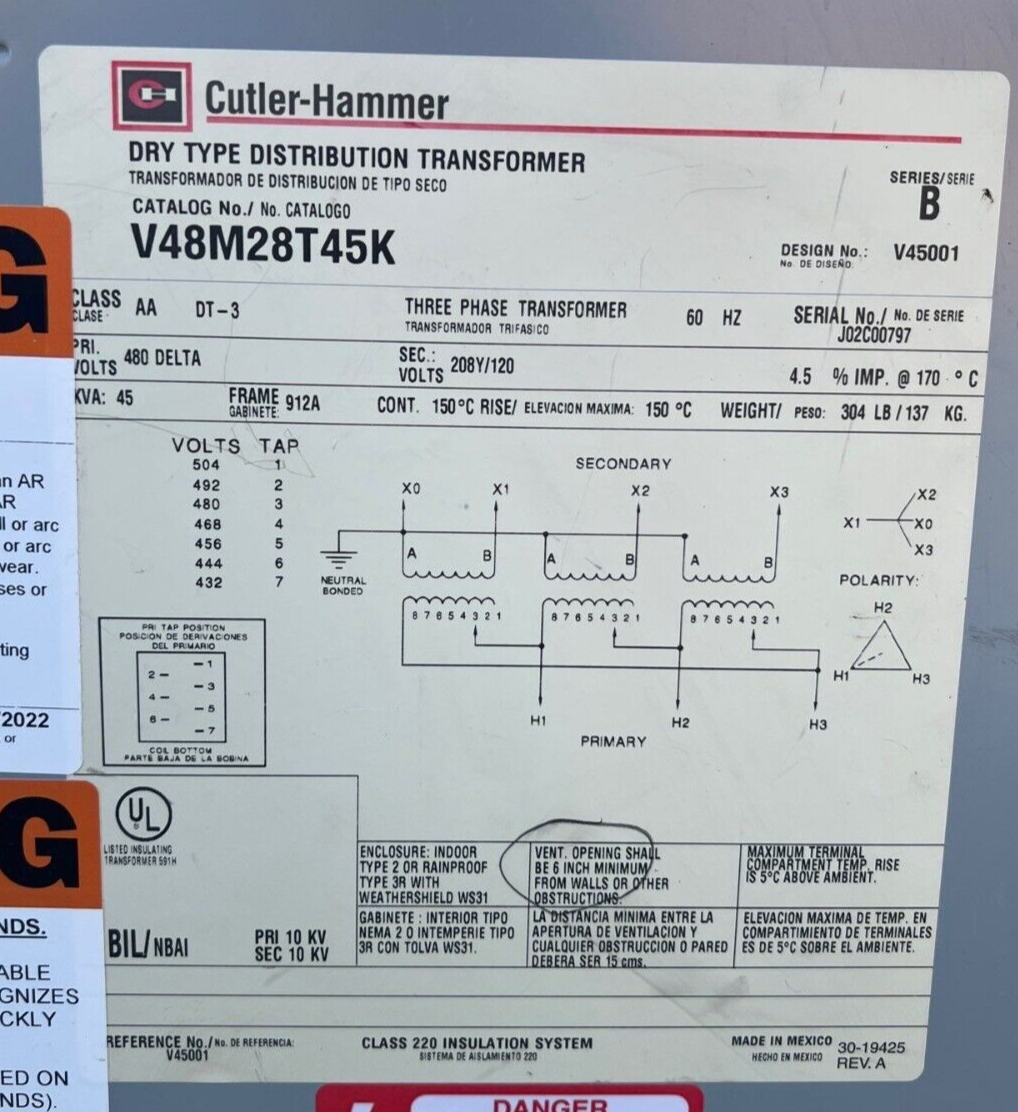 Cutler-Hammer
DRY TYPE DISTRIBUTION TRANSFORMER
TRANSFORMADOR DE DISTRIBUCION DE TIPO SECO
CATALOG No./ No. CATALOGO
V48M28T45K
SERIES/SERIE
B
DESIGN No.: V45001
No. DE DISEÑO:
CLASS AA DT-3
CLASE
THREE PHASE TRANSFORMER 60 HZ
TRANSFORMADOR TRIFASICO
SERIAL No./ No. DE SERIE
J02C00797
PRI. VOLTS 480 DELTA
SEC.: VOLTS 208Y/120
4.5 % IMP. @ 170 °C
KVA: 45
FRAME 912A
GABINETE:
CONT. 150°C RISE/ ELEVACION MAXIMA: 150 °C
WEIGHT/ PESO: 304 LB/137 KG.
VOLTS TAP
504 1
492 2
480 3
468 4
456 5
444 6
432 7
SECONDARY
X0 X1 X2 X3
A B A B A B
NEUTRAL
BONDED
8 7 6 5 4 3 2 1 8 7 6 5 4 3 2 1 8 7 6 5 4 3 2 1
H1 H2 H3
PRIMARY
X2
X1 X0
X3
POLARITY:
H2
H1 H3
PRI TAP POSITION
POSICION DE DERIVACIONES
DEL PRIMARIO
– 1
2 –
– 3
4 –
– 5
6 –
– 7
COIL BOTTOM
PARTE BAJA DE LA BOBINA
UL
LISTED INSULATING
TRANSFORMER 591H
BIL/NBAI
PRI 10 KV
SEC 10 KV
ENCLOSURE: INDOOR
TYPE 2 OR RAINPROOF
TYPE 3R WITH
WEATHERSHIELD WS31
GABINETE : INTERIOR TIPO
NEMA 2 O INTEMPERIE TIPO
3R CON TOLVA WS31.
VENT. OPENING SHALL
BE 6 INCH MINIMUM
FROM WALLS OR OTHER
OBSTRUCTIONS.
LA DISTANCIA MINIMA ENTRE LA
APERTURA DE VENTILACION Y
CUALQUIER OBSTRUCCION O PARED
DEBERA SER 15 cms.
MAXIMUM TERMINAL
COMPARTMENT TEMP. RISE
IS 5°C ABOVE AMBIENT.
ELEVACION MAXIMA DE TEMP. EN
COMPARTIMIENTO DE TERMINALES
ES DE 5°C SOBRE EL AMBIENTE.
REFERENCE No./No. DE REFERENCIA:
V45001
CLASS 220 INSULATION SYSTEM
SISTEMA DE AISLAMIENTO 220
MADE IN MEXICO
HECHO EN MEXICO
30-19425
REV. A
G
an AR
AR
ll or arc
or arc
wear.
ses or
ting
/2022
or
G
NDS.
ABLE
GNIZES
CKLY
ED ON
NDS).
DANGER